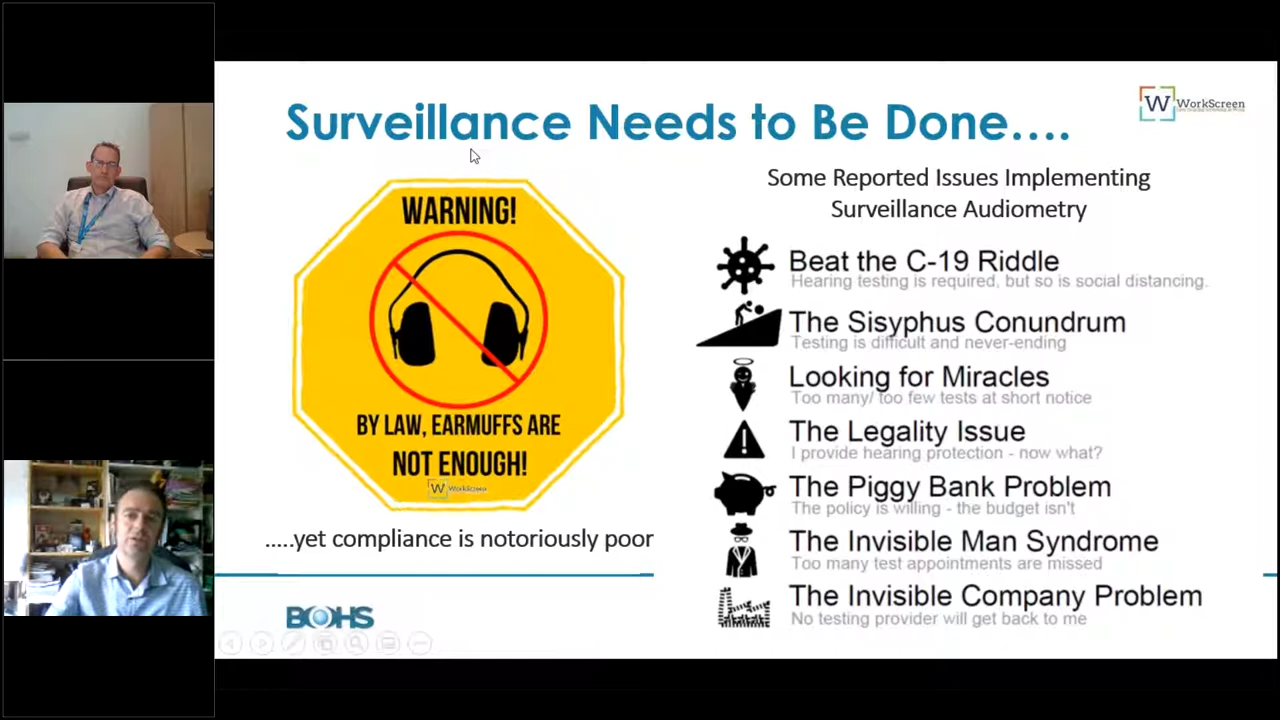 Surveillance Needs to Be Done....
W WorkScreen
WARNING!
BY LAW, EARMUFFS ARE
NOT ENOUGH!
W WorkScreen
.....yet compliance is notoriously poor
BOHS
Some Reported Issues Implementing
Surveillance Audiometry
Beat the C-19 Riddle
Hearing testing is required, but so is social distancing.
The Sisyphus Conundrum
Testing is difficult and never-ending
Looking for Miracles
Too many/ too few tests at short notice
The Legality Issue
I provide hearing protection - now what?
The Piggy Bank Problem
The policy is willing - the budget isn't
The Invisible Man Syndrome
Too many test appointments are missed
The Invisible Company Problem
No testing provider will get back to me